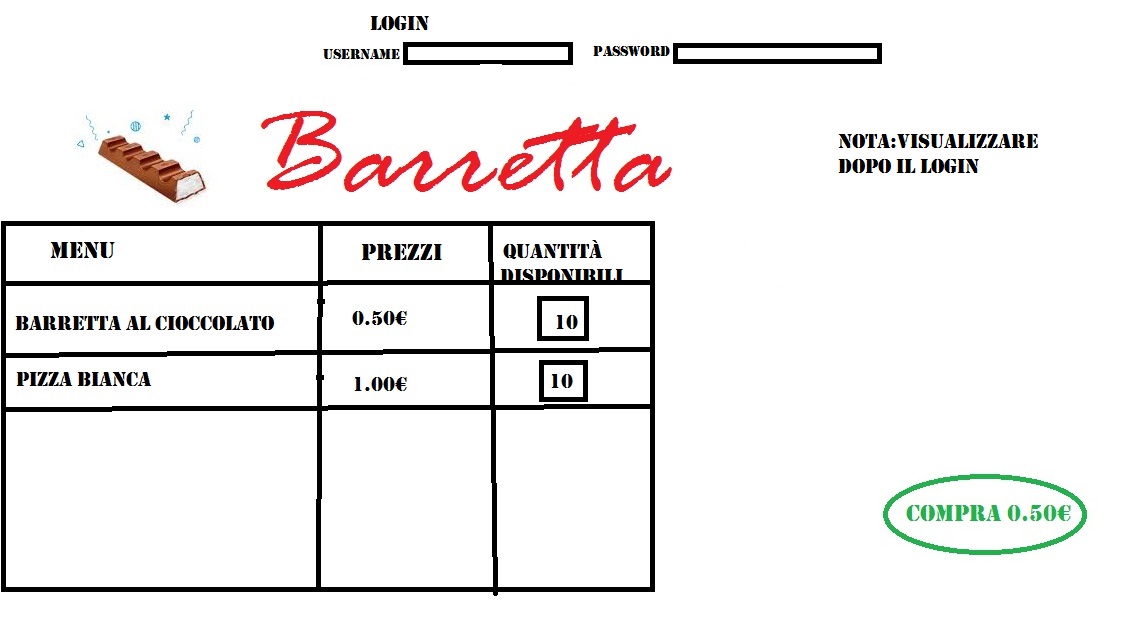 LOGIN
USERNAME PASSWORD
Barretta
NOTA:VISUALIZZARE
DOPO IL LOGIN
MENU PREZZI QUANTITÀ
DISPONIBILI
BARRETTA AL CIOCCOLATO 0.50€ 10
PIZZA BIANCA 1.00€ 10
COMPRA 0.50€